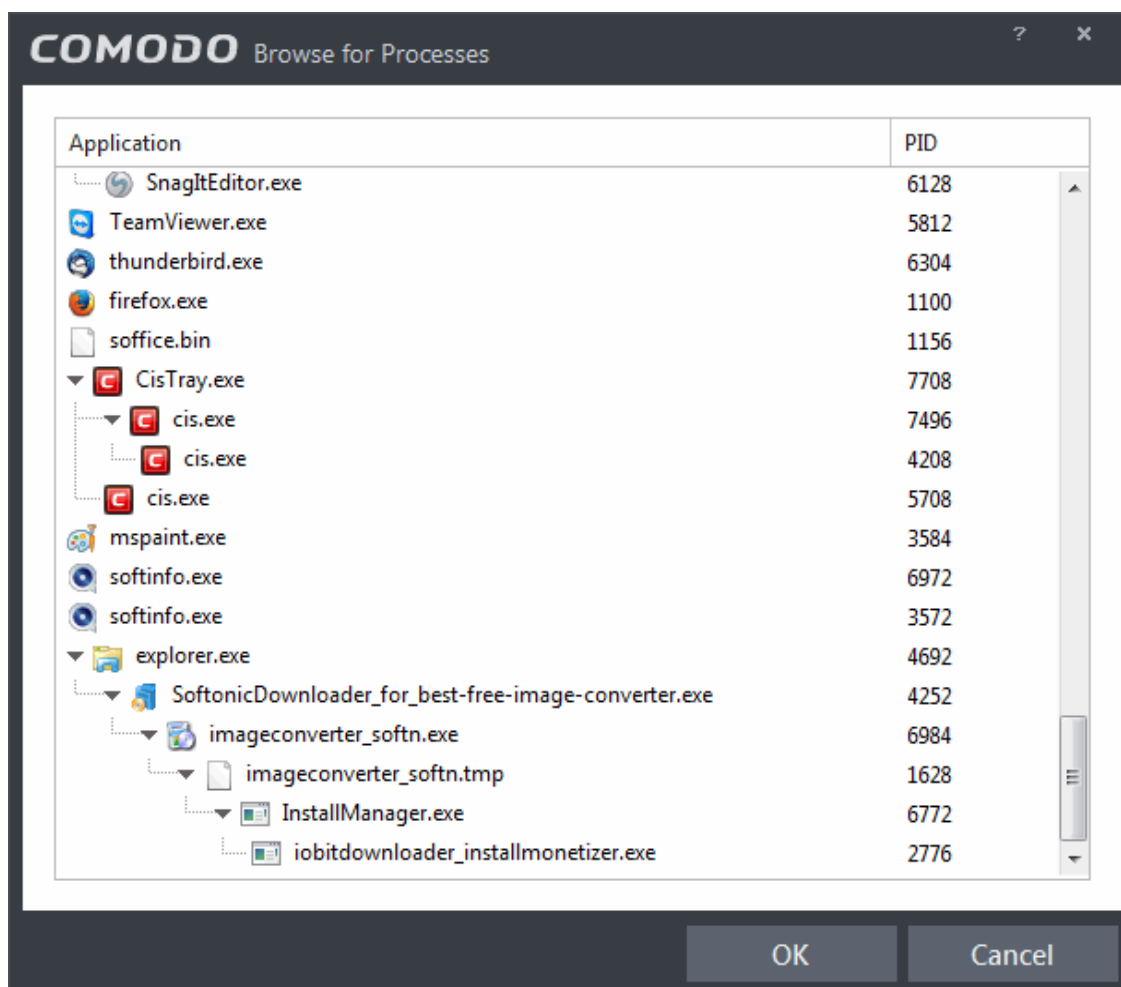 COMODO Browse for Processes ? ×
Application PID
SnagItEditor.exe 6128
TeamViewer.exe 5812
thunderbird.exe 6304
firefox.exe 1100
soffice.bin 1156
CisTray.exe 7708
cis.exe 7496
cis.exe 4208
cis.exe 5708
mspaint.exe 3584
softinfo.exe 6972
softinfo.exe 3572
explorer.exe 4692
SoftonicDownloader_for_best-free-image-converter.exe 4252
imageconverter_softn.exe 6984
imageconverter_softn.tmp 1628
InstallManager.exe 6772
iobitdownloader_installmonetizer.exe 2776
OK Cancel